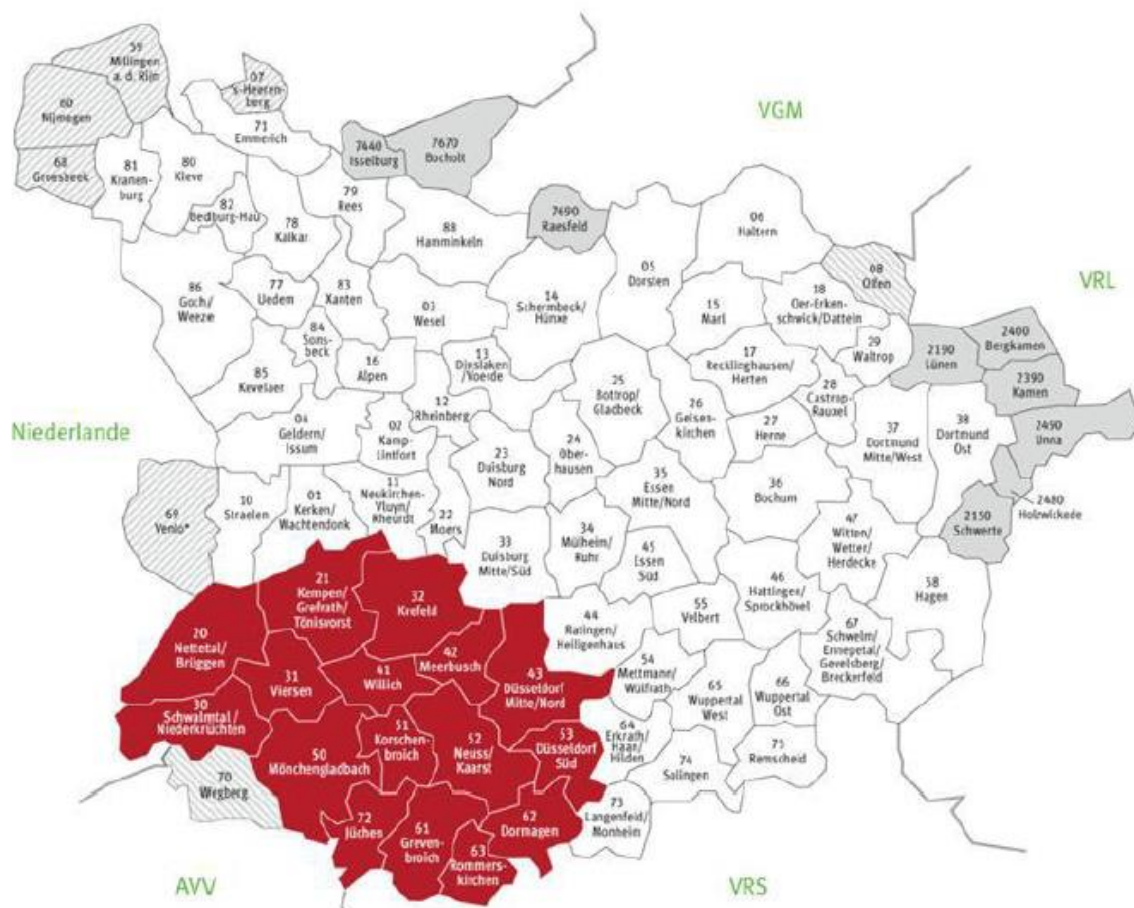 59
Millingen
a. d. Rijn
07
's-Heeren-
berg
60
Nijmegen
71
Emmerich
VGM
7440
Isselburg
7670
Bocholt
68
Groesbeek
81
Kranen-
burg
80
Kleve
82
Bedburg-Hau
79
Rees
7690
Raesfeld
06
Haltern
78
Kalkar
88
Hamminkeln
05
Dorsten
08
Olfen
VRL
86
Goch/
Weeze
77
Uedem
83
Xanten
03
Wesel
14
Schermbeck/
Hünxe
15
Marl
18
Oer-Erken-
schwick/Datteln
84
Sons-
beck
29
Waltrop
2190
Lünen
2400
Bergkamen
16
Alpen
13
Dinslaken
/Voerde
17
Recklinghausen/
Herten
2390
Kamen
85
Kevelaer
25
Bottrop/
Gladbeck
28
Castrop-
Rauxel
12
Rheinberg
26
Gelsen-
kirchen
Niederlande
04
Geldern/
Issum
02
Kamp-
Lintfort
27
Herne
37
Dortmund
Mitte/West
38
Dortmund
Ost
2450
Unna
23
Duisburg
Nord
24
Ober-
hausen
35
Essen
Mitte/Nord
36
Bochum
69
Venlo*
10
Straelen
01
Kerken/
Wachtendonk
11
Neukirchen-
Vluyn/
Rheurdt
22
Moers
2480
Holzwickede
2150
Schwerte
33
Duisburg
Mitte/Süd
34
Mülheim/
Ruhr
45
Essen
Süd
47
Witten/
Wetter/
Herdecke
21
Kempen/
Grefrath/
Tönisvorst
32
Krefeld
46
Hattingen/
Sprockhövel
58
Hagen
44
Ratingen/
Heiligenhaus
55
Velbert
20
Nettetal/
Brüggen
42
Meerbusch
67
Schwelm/
Ennepetal/
Gevelsberg/
Breckerfeld
31
Viersen
41
Willich
43
Düsseldorf
Mitte/Nord
54
Mettmann/
Wülfrath
65
Wuppertal
West
66
Wuppertal
Ost
30
Schwalmtal/
Niederkrüchten
51
Korschen-
broich
52
Neuss/
Kaarst
53
Düsseldorf
Süd
64
Erkrath/
Haan/
Hilden
50
Mönchengladbach
74
Solingen
75
Remscheid
70
Wegberg
72
Jüchen
61
Greven-
broich
62
Dormagen
73
Langenfeld/
Monheim
63
Rommers-
kirchen
AVV
VRS